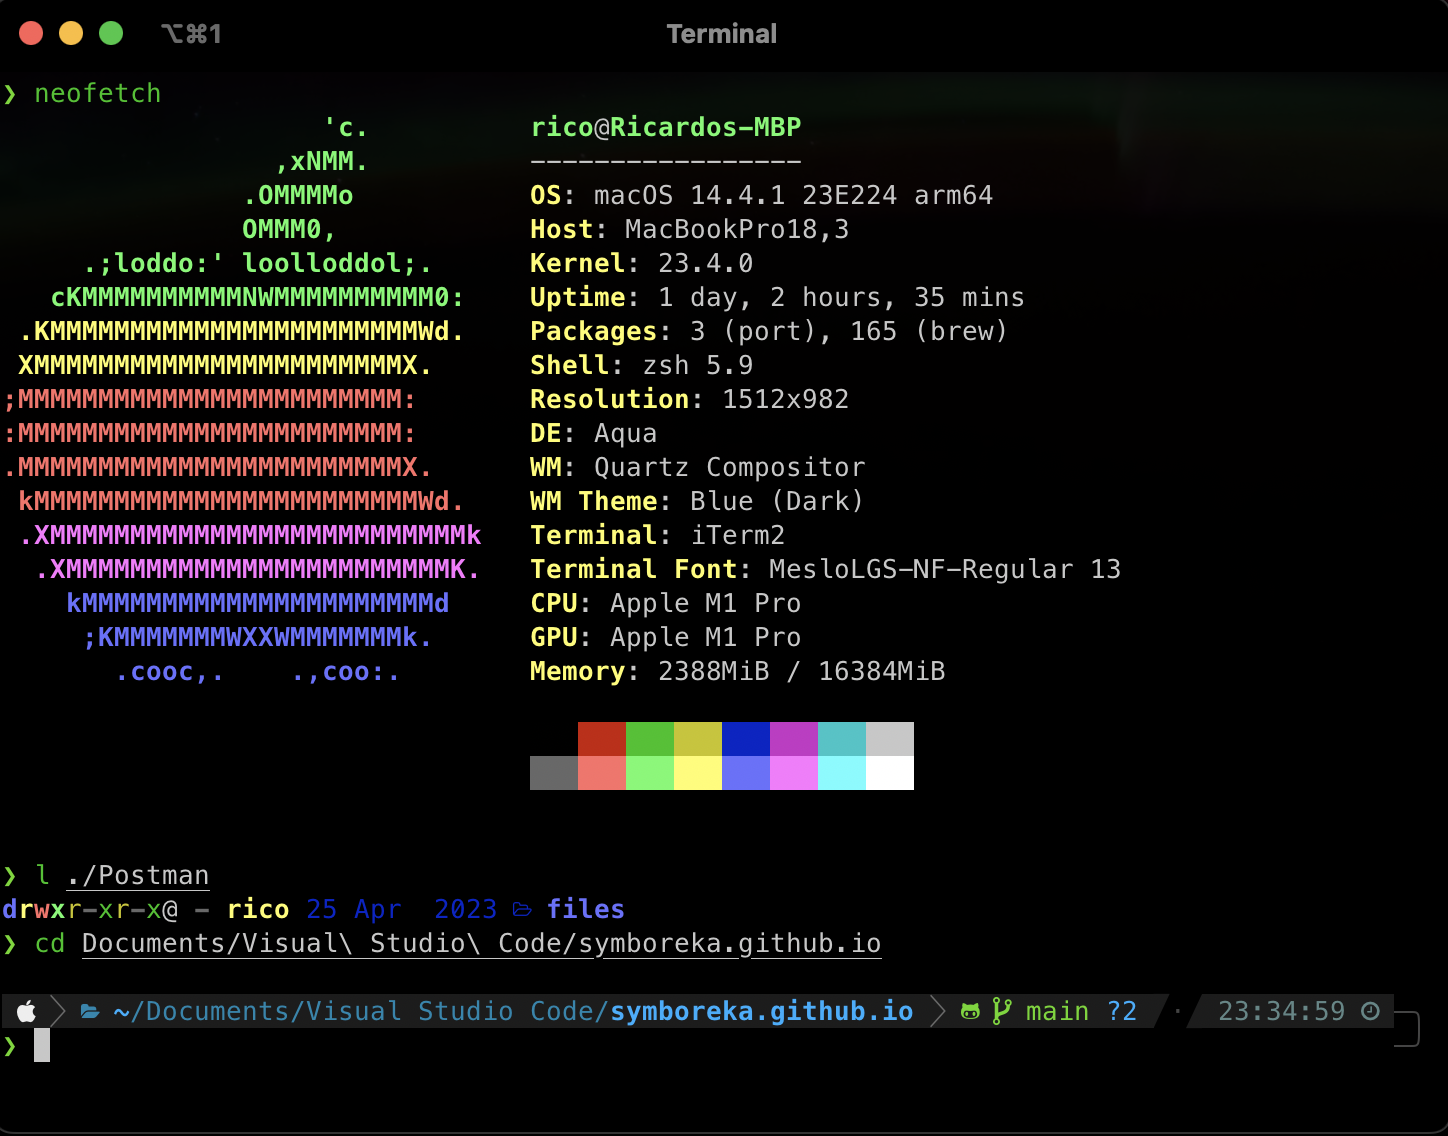 ⌥⌘1 Terminal
❯ neofetch
'c. rico@Ricardos-MBP
,xNMM. -----------------
.OMMMMo OS: macOS 14.4.1 23E224 arm64
OMMM0, Host: MacBookPro18,3
.;loddo:' loolloddol;. Kernel: 23.4.0
cKMMMMMMMMMMNWMMMMMMMMMM0: Uptime: 1 day, 2 hours, 35 mins
.KMMMMMMMMMMMMMMMMMMMMMMMWd. Packages: 3 (port), 165 (brew)
XMMMMMMMMMMMMMMMMMMMMMMMX. Shell: zsh 5.9
;MMMMMMMMMMMMMMMMMMMMMMMM: Resolution: 1512x982
:MMMMMMMMMMMMMMMMMMMMMMMM: DE: Aqua
.MMMMMMMMMMMMMMMMMMMMMMMMX. WM: Quartz Compositor
kMMMMMMMMMMMMMMMMMMMMMMMMWd. WM Theme: Blue (Dark)
.XMMMMMMMMMMMMMMMMMMMMMMMMMMk Terminal: iTerm2
.XMMMMMMMMMMMMMMMMMMMMMMMMK. Terminal Font: MesloLGS-NF-Regular 13
kMMMMMMMMMMMMMMMMMMMMMMd CPU: Apple M1 Pro
;KMMMMMMMWXXWMMMMMMMk. GPU: Apple M1 Pro
.cooc,. .,coo:. Memory: 2388MiB / 16384MiB
❯ l ./Postman
drwxr-xr-x@ - rico 25 Apr 2023 files
❯ cd Documents/Visual\ Studio\ Code/symboreka.github.io
~/Documents/Visual Studio Code/symboreka.github.io main ?2 · 23:34:59
❯